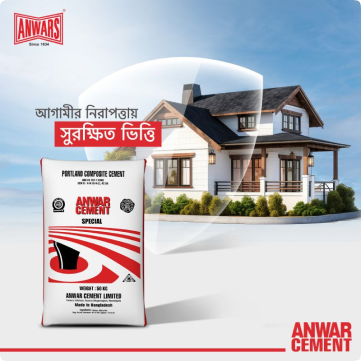 ANWARS
Since 1834
আগামীর নিরাপত্তায়
সুরক্ষিত ভিত্তি
PORTLAND COMPOSITE CEMENT
ANWAR
CEMENT
SPECIAL
WEIGHT : 50 KG
ANWAR CEMENT LIMITED
Made in Bangladesh
ANWAR
CEMENT